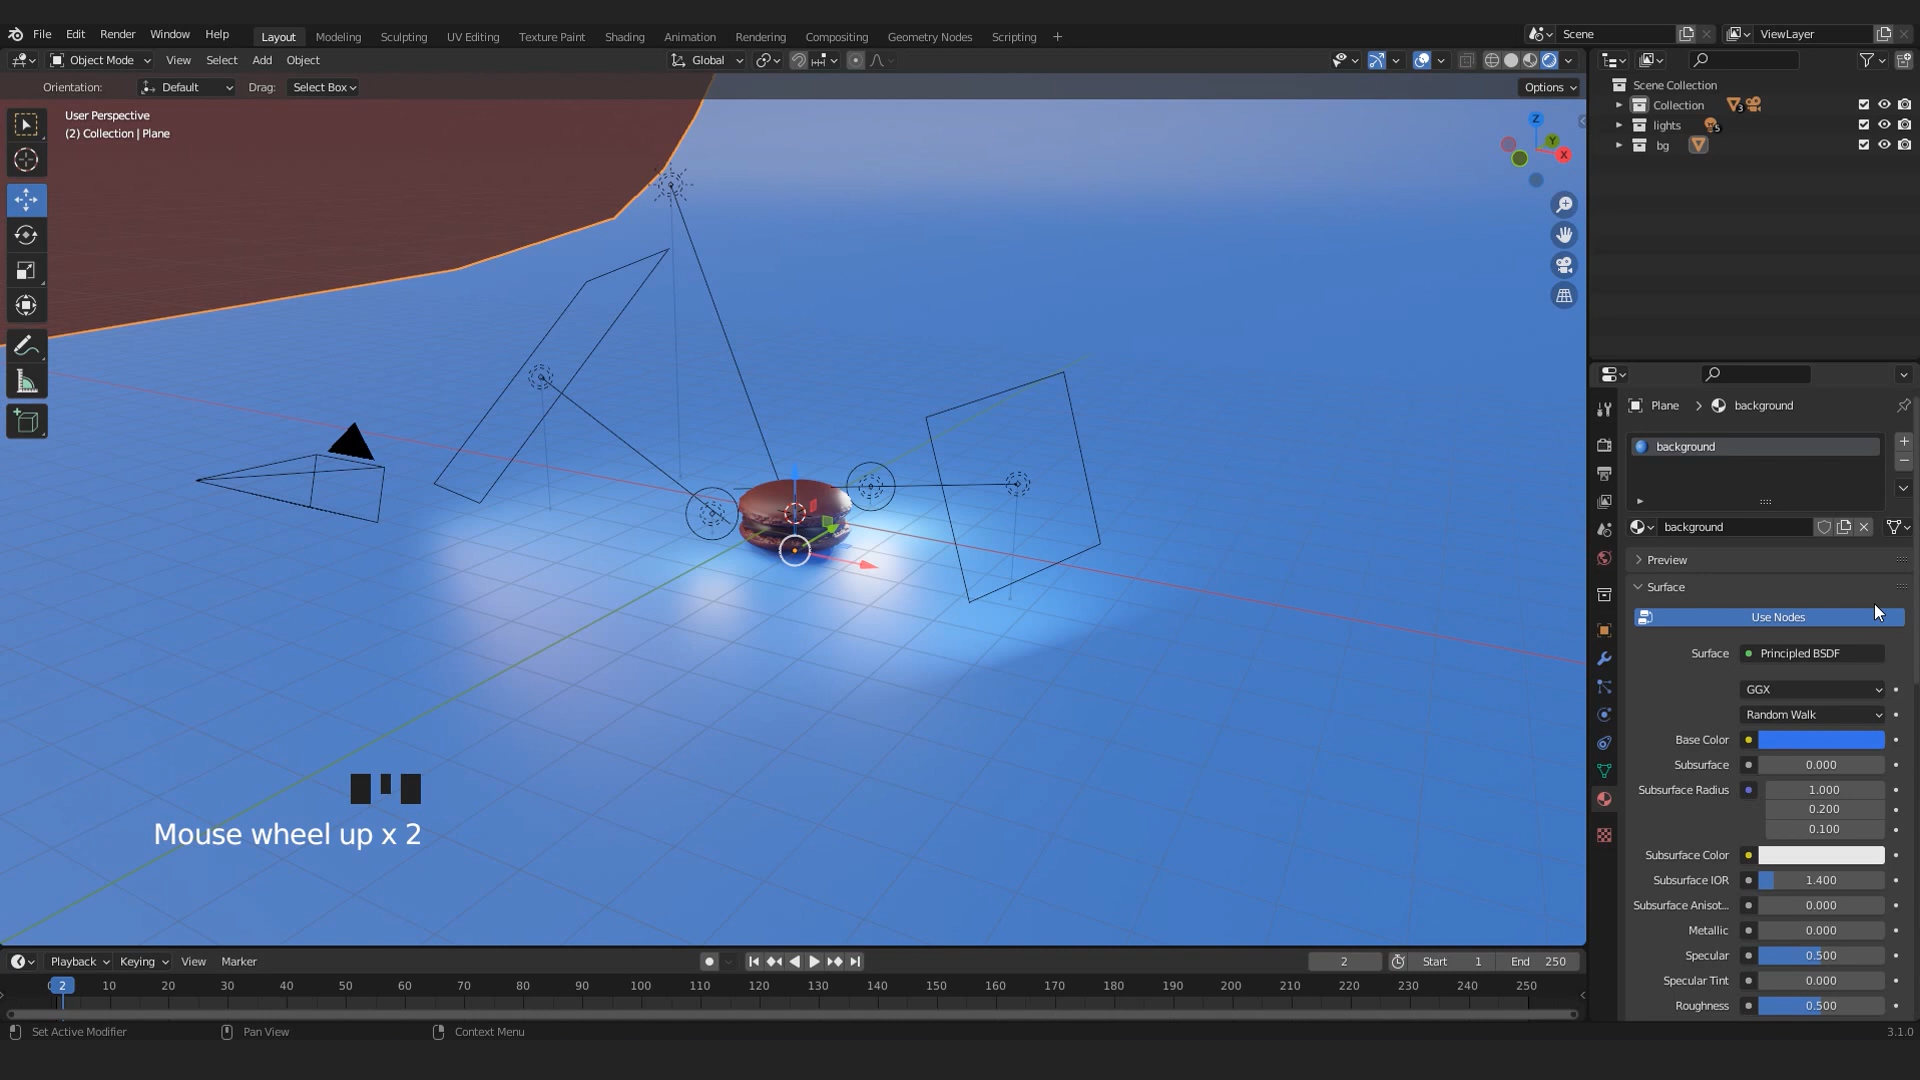 File Edit Render Window Help Layout Modeling Sculpting UV Editing Texture Paint Shading Animation Rendering Compositing Geometry Nodes Scripting + Scene ViewLayer
Object Mode View Select Add Object Global
Orientation: Default Drag: Select Box Options
User Perspective
(2) Collection | Plane
Z
Y
X
Scene Collection
Collection 3
lights 5
bg
Plane > background
background
background
Preview
Surface
Use Nodes
Surface Principled BSDF
GGX
Random Walk
Base Color
Subsurface 0.000
Subsurface Radius 1.000
0.200
0.100
Subsurface Color
Subsurface IOR 1.400
Subsurface Anisot... 0.000
Metallic 0.000
Specular 0.500
Specular Tint 0.000
Roughness 0.500
Mouse wheel up x 2
Playback Keying View Marker 2 Start 1 End 250
2 10 20 30 40 50 60 70 80 90 100 110 120 130 140 150 160 170 180 190 200 210 220 230 240 250
Set Active Modifier Pan View Context Menu 3.1.0